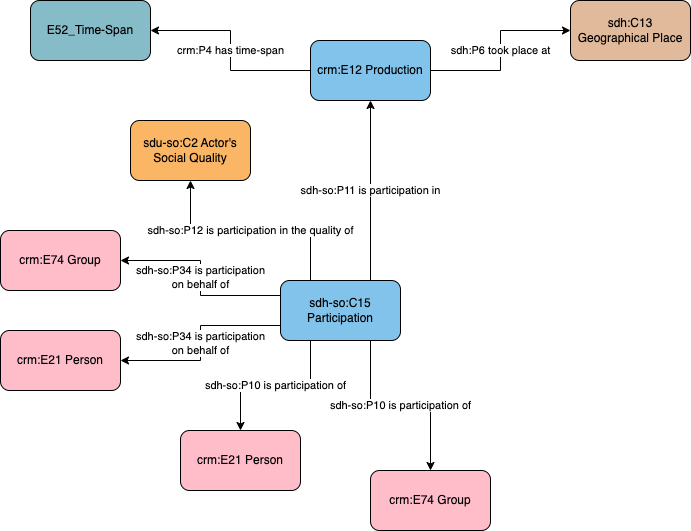 E52_Time-Span
crm:P4 has time-span
crm:E12 Production
sdh:P6 took place at
sdh:C13
Geographical Place
sdu-so:C2 Actor's
Social Quality
sdh-so:P11 is participation in
sdh-so:P12 is participation in the quality of
crm:E74 Group
sdh-so:P34 is participation
on behalf of
sdh-so:C15
Participation
crm:E21 Person
sdh-so:P34 is participation
on behalf of
sdh-so:P10 is participation of
sdh-so:P10 is participation of
crm:E21 Person
crm:E74 Group